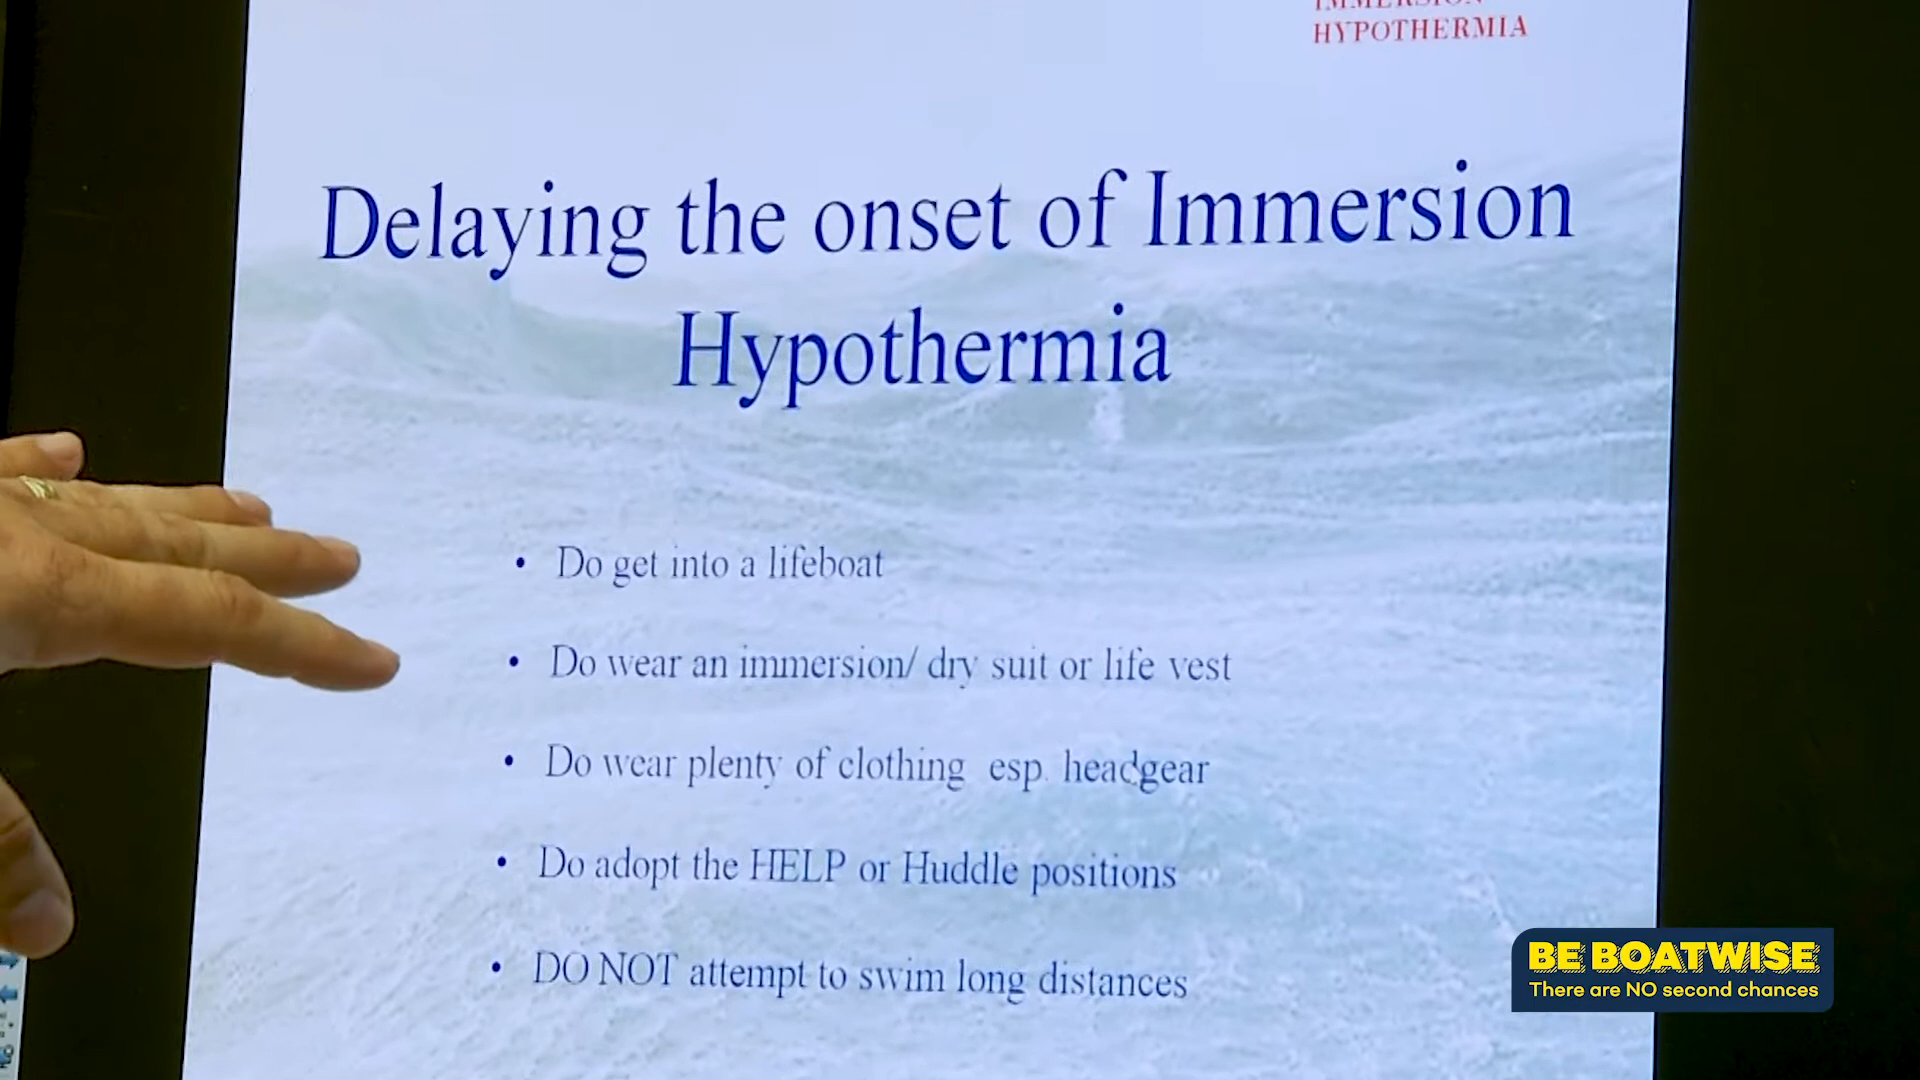 HYPOTHERMIA
Delaying the onset of Immersion
Hypothermia
• Do get into a lifeboat
• Do wear an immersion/ dry suit or life vest
• Do wear plenty of clothing esp. headgear
• Do adopt the HELP or Huddle positions
• DO NOT attempt to swim long distances
BE BOATWISE
There are NO second chances